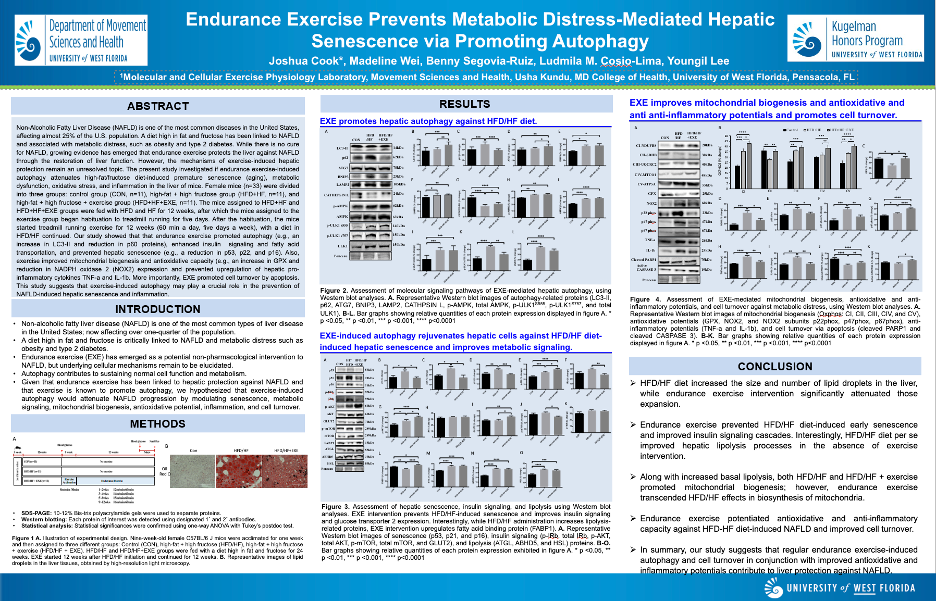 Department of Movement
Sciences and Health
UNIVERSITY of WEST FLORIDA
Endurance Exercise Prevents Metabolic Distress-Mediated Hepatic
Senescence via Promoting Autophagy
Joshua Cook*, Madeline Wei, Benny Segovia-Ruiz, Ludmila M. Cosio-Lima, Youngil Lee
¹Molecular and Cellular Exercise Physiology Laboratory, Movement Sciences and Health, Usha Kundu, MD College of Health, University of West Florida, Pensacola, FL
Kugelman
Honors Program
UNIVERSITY of WEST FLORIDA
ABSTRACT
Non-Alcoholic Fatty Liver Disease (NAFLD) is one of the most common diseases in the United States,
affecting almost 25% of the U.S. population. A diet high in fat and fructose has been linked to NAFLD
and associated with metabolic distress, such as obesity and type 2 diabetes. While there is no cure
for NAFLD, growing evidence has emerged that endurance exercise protects the liver against NAFLD
through the restoration of liver function. However, the mechanisms of exercise-induced hepatic
protection remain an unresolved topic. The present study investigated if endurance exercise-induced
autophagy attenuates high-fat/fructose diet-induced premature senescence (aging), metabolic
dysfunction, oxidative stress, and inflammation in the liver of mice. Female mice (n=33) were divided
into three groups: control group (CON, n=11), high-fat + high fructose group (HFD+HF, n=11), and
high-fat + high fructose + exercise group (HFD+HF+EXE, n=11). The mice assigned to HFD+HF and
HFD+HF+EXE groups were fed with HFD and HF for 12 weeks, after which the mice assigned to the
exercise group began habituation to treadmill running for five days. After the habituation, the mice
started treadmill exercise for 12 weeks (60 min a day, five days a week), with a diet in
HFD/HF continued. Our study showed that that endurance exercise promoted autophagy (e.g., an
increase in LC3-II and reduction in p60 proteins), enhanced insulin signaling and fatty acid
transportation, and prevented hepatic senescence (e.g., a reduction in p53, p22, and p16). Also,
exercise improved mitochondrial biogenesis and antioxidative capacity (e.g., an increase in GPX and
reduction in NADPH oxidase 2 (NOX2) expression and prevented upregulation of hepatic pro-
inflammatory cytokines TNF-α and IL-1b). More importantly, EXE promoted cell turnover by apoptosis.
This study suggests that exercise-induced autophagy may play a crucial role in the prevention of
NAFLD-induced hepatic senescence and inflammation.
INTRODUCTION
• Non-alcoholic fatty liver disease (NAFLD) is one of the most common types of liver disease
in the United States; now affecting over one-quarter of the population.
• A diet high in fat and fructose is critically linked to NAFLD and metabolic distress such as
obesity and type 2 diabetes.
• Endurance exercise (EXE) has emerged as a potential non-pharmacological intervention to
NAFLD, but underlying cellular mechanisms remain to be elucidated.
• Autophagy contributes to sustaining normal cell function and metabolism.
• Given that endurance exercise has been linked to hepatic protection against NAFLD and
that exercise is known to promote autophagy, we hypothesized that exercise-induced
autophagy would attenuate NAFLD progression by modulating senescence, metabolic
signaling, mitochondrial biogenesis, antioxidative potential, inflammation, and cell turnover.
METHODS
A
B
Con
HFD+HF
HFD/HF+EXE
Oil
Red O
• SDS-PAGE: 10-12% Bis-tris polyacrylamide gels were used to separate proteins.
• Western blotting: Each protein of interest was detected using designated 1° and 2° antibodies.
• Statistical analysis: Statistical significances were confirmed using one-way ANOVA with Tukey's posttest.
Figure 1 A. Illustration of experimental design. Nine-week-old female C57BL/6 J mice were acclimated for one week
and then assigned to three different groups: Control (CON), high-fat + high fructose (HFD/HF), high-fat + high fructose
+ exercise (HFD/HF + EXE). HFD/HF and HFD/HF+EXE groups were fed with a diet high in fat and fructose for 24
weeks. EXE started 12 weeks after HFD/HF initiation and continued for 12 weeks. B. Representative images of lipid
droplets in the liver tissues, obtained by high-resolution light microscopy.
RESULTS
EXE promotes hepatic autophagy against HFD/HF diet.
Figure 2. Assessment of molecular signaling pathways of EXE-mediated hepatic autophagy, using
Western blot analyses. A. Representative Western blot images of autophagy-related proteins (LC3-II,
p62, ATG7, BNIP3, LAMP2, CATHPSIN L, p-AMPK, Total AMPK, p-ULK1ˢ⁵⁵⁵, p-ULK1ˢ⁷⁵⁷, and total
ULK1). B-L. Bar graphs showing relative quantities of each protein expression displayed in figure A. *
p <0.05, ** p <0.01, *** p <0.001, **** p<0.0001
EXE-induced autophagy rejuvenates hepatic cells against HFD/HF diet-
induced hepatic senescence and improves metabolic signaling.
Figure 3. Assessment of hepatic senescence, insulin signaling, and lipolysis using Western blot
analyses. EXE intervention prevents HFD/HF-induced senescence and improves insulin signaling
and glucose transporter 2 expression. Interestingly, while HFD/HF administration increases lipolysis-
related proteins, EXE intervention upregulates fatty acid binding protein (FABP1). A. Representative
Western blot images of senescence (p53, p21, and p16), insulin signaling (p-IRb, total IRb, p-AKT,
total AKT, p-mTOR, total mTOR, and GLUT2), and lipolysis (ATGL, ABHD5, and HSL) proteins. B-O.
Bar graphs showing relative quantities of each protein expression exhibited in figure A. * p <0.05, **
p <0.01, *** p <0.001, **** p<0.0001
EXE improves mitochondrial biogenesis and antioxidative and
anti anti-inflammatory potentials and promotes cell turnover.
Figure 4. Assessment of EXE-mediated mitochondrial biogenesis, antioxidative and anti-
inflammatory potentials, and cell turnover against metabolic distress, using Western Blot analyses. A.
Representative Western blot images of mitochondrial biogenesis (Oxphos: CI, CII, CIII, CIV, and CV),
antioxidative potentials (GPX, NOX2, and NOX2 subunits p22phox, p47phox, p67phox), anti-
inflammatory potentials (TNF-a and IL-1b), and cell turnover via apoptosis (cleaved PARP1 and
cleaved CASPASE 3). B-K. Bar graphs showing relative quantities of each protein expression
displayed in figure A. * p <0.05, ** p <0.01, *** p <0.001, **** p<0.0001
CONCLUSION
➢ HFD/HF diet increased the size and number of lipid droplets in the liver,
while endurance exercise intervention significantly attenuated those
expansion.
➢ Endurance exercise prevented HFD/HF diet-induced early senescence
and improved insulin signaling cascades. Interestingly, HFD/HF diet per se
improved hepatic lipolysis processes in the absence of exercise
intervention.
➢ Along with increased basal lipolysis, both HFD/HF and HFD/HF + exercise
promoted mitochondrial biogenesis; however, endurance exercise
transcended HFD/HF effects in biosynthesis of mitochondria.
➢ Endurance exercise potentiated antioxidative and anti-inflammatory
capacity against HFD-HF diet-induced NAFLD and improved cell turnover.
➢ In summary, our study suggests that regular endurance exercise-induced
autophagy and cell turnover in conjunction with improved antioxidative and
inflammatory potentials contribute to liver protection against NAFLD.
UNIVERSITY of WEST FLORIDA